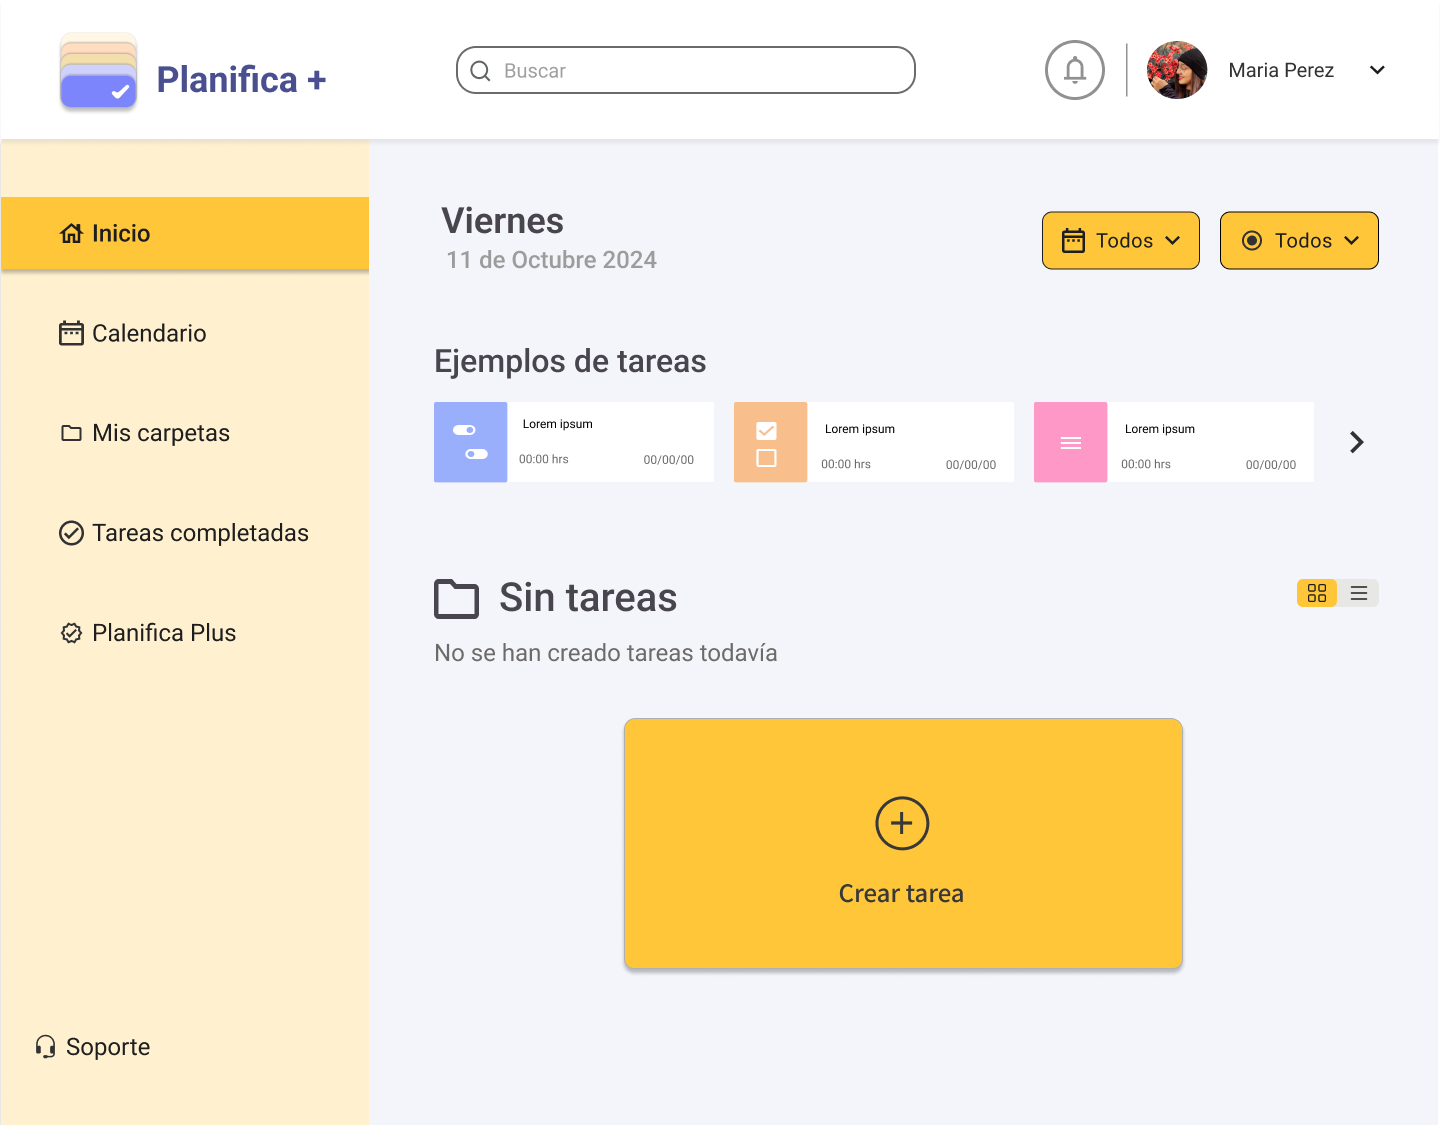 Planifica +
Buscar
Maria Perez
Inicio
Calendario
Mis carpetas
Tareas completadas
Planifica Plus
Soporte
Viernes
11 de Octubre 2024
Todos
Todos
Ejemplos de tareas
Lorem ipsum
00:00 hrs 00/00/00
Lorem ipsum
00:00 hrs 00/00/00
Lorem ipsum
00:00 hrs 00/00/00
Sin tareas
No se han creado tareas todavía
Crear tarea